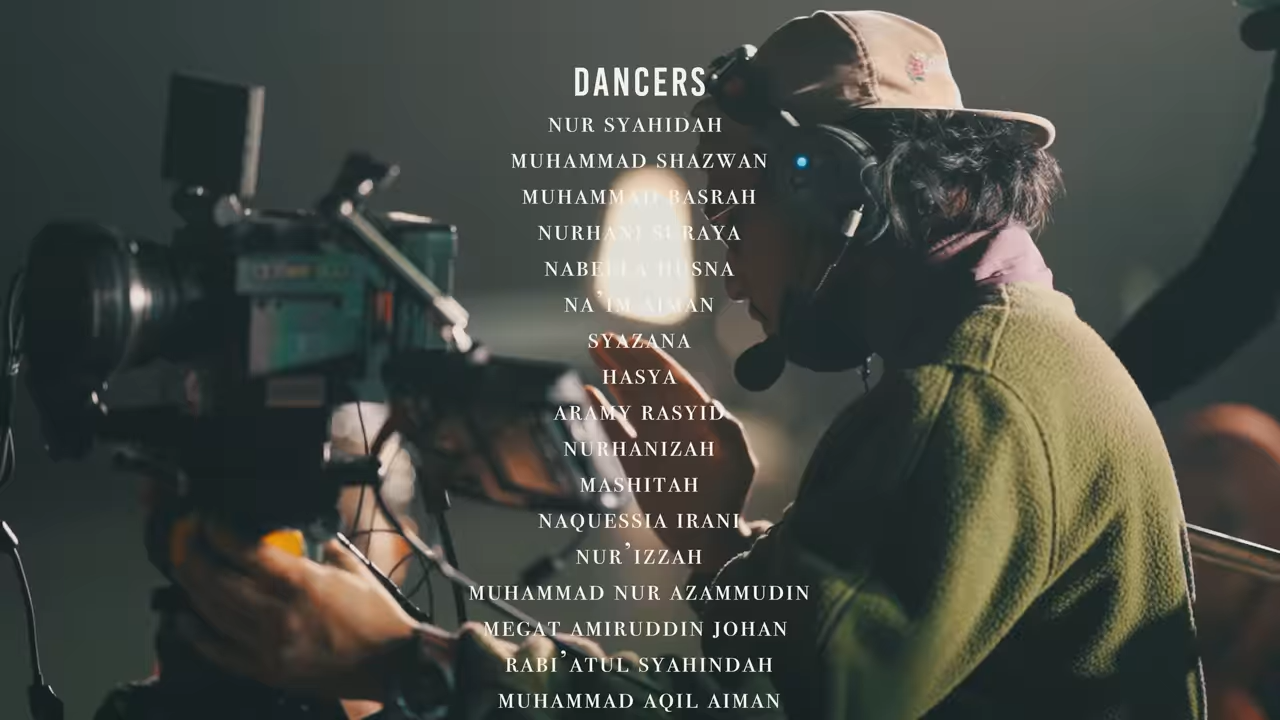 DANCERS
NUR SYAHIDAH
MUHAMMAD SHAZWAN
MUHAMMAD BASRAH
NURHANI SURAYA
NABELLA HUSNA
NA'IM AIMAN
SYAZANA
HASYA
ARAMY RASYID
NURHANIZAH
MASHITAH
NAQUESSIA IRANI
NUR'IZZAH
MUHAMMAD NUR AZAMMUDIN
MEGAT AMIRUDDIN JOHAN
RABI'ATUL SYAHINDAH
MUHAMMAD AQIL AIMAN